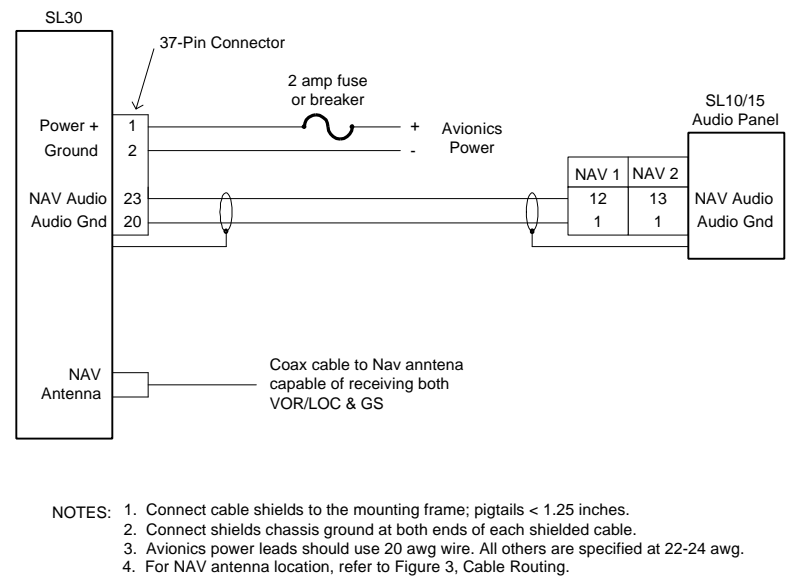 SL30
37-Pin Connector
2 amp fuse
or breaker
SL10/15
Audio Panel
Power + 1 + Avionics
Ground 2 - Power
NAV 1 NAV 2
NAV Audio 23 12 13 NAV Audio
Audio Gnd 20 1 1 Audio Gnd
NAV
Antenna
Coax cable to Nav anntena
capable of receiving both
VOR/LOC & GS
NOTES: 1. Connect cable shields to the mounting frame; pigtails < 1.25 inches.
2. Connect shields chassis ground at both ends of each shielded cable.
3. Avionics power leads should use 20 awg wire. All others are specified at 22-24 awg.
4. For NAV antenna location, refer to Figure 3, Cable Routing.